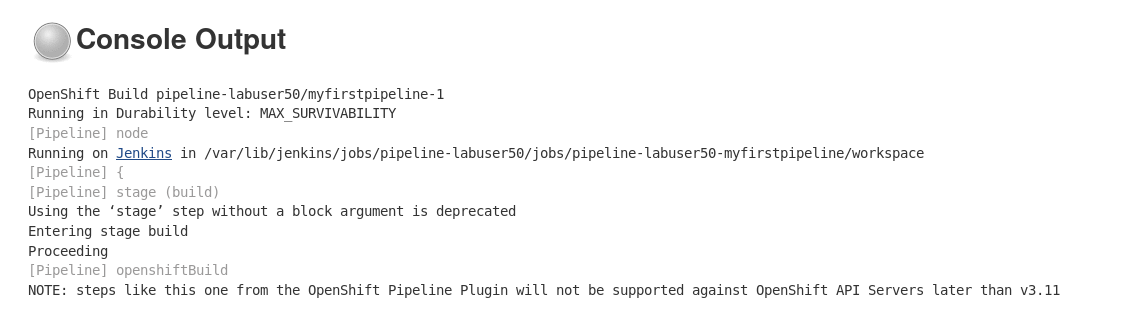 Console Output
OpenShift Build pipeline-labuser50/myfirstpipeline-1
Running in Durability level: MAX_SURVIVABILITY
[Pipeline] node
Running on Jenkins in /var/lib/jenkins/jobs/pipeline-labuser50/jobs/pipeline-labuser50-myfirstpipeline/workspace
[Pipeline] {
[Pipeline] stage (build)
Using the ‘stage’ step without a block argument is deprecated
Entering stage build
Proceeding
[Pipeline] openshiftBuild
NOTE: steps like this one from the OpenShift Pipeline Plugin will not be supported against OpenShift API Servers later than v3.11